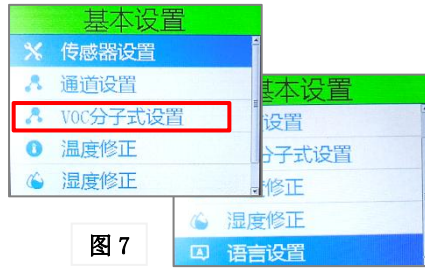 基本设置
传感器设置
通道设置
VOC分子式设置
温度修正
湿度修正
基本设置
设置
分子式设置
修正
湿度修正
语言设置
图 7